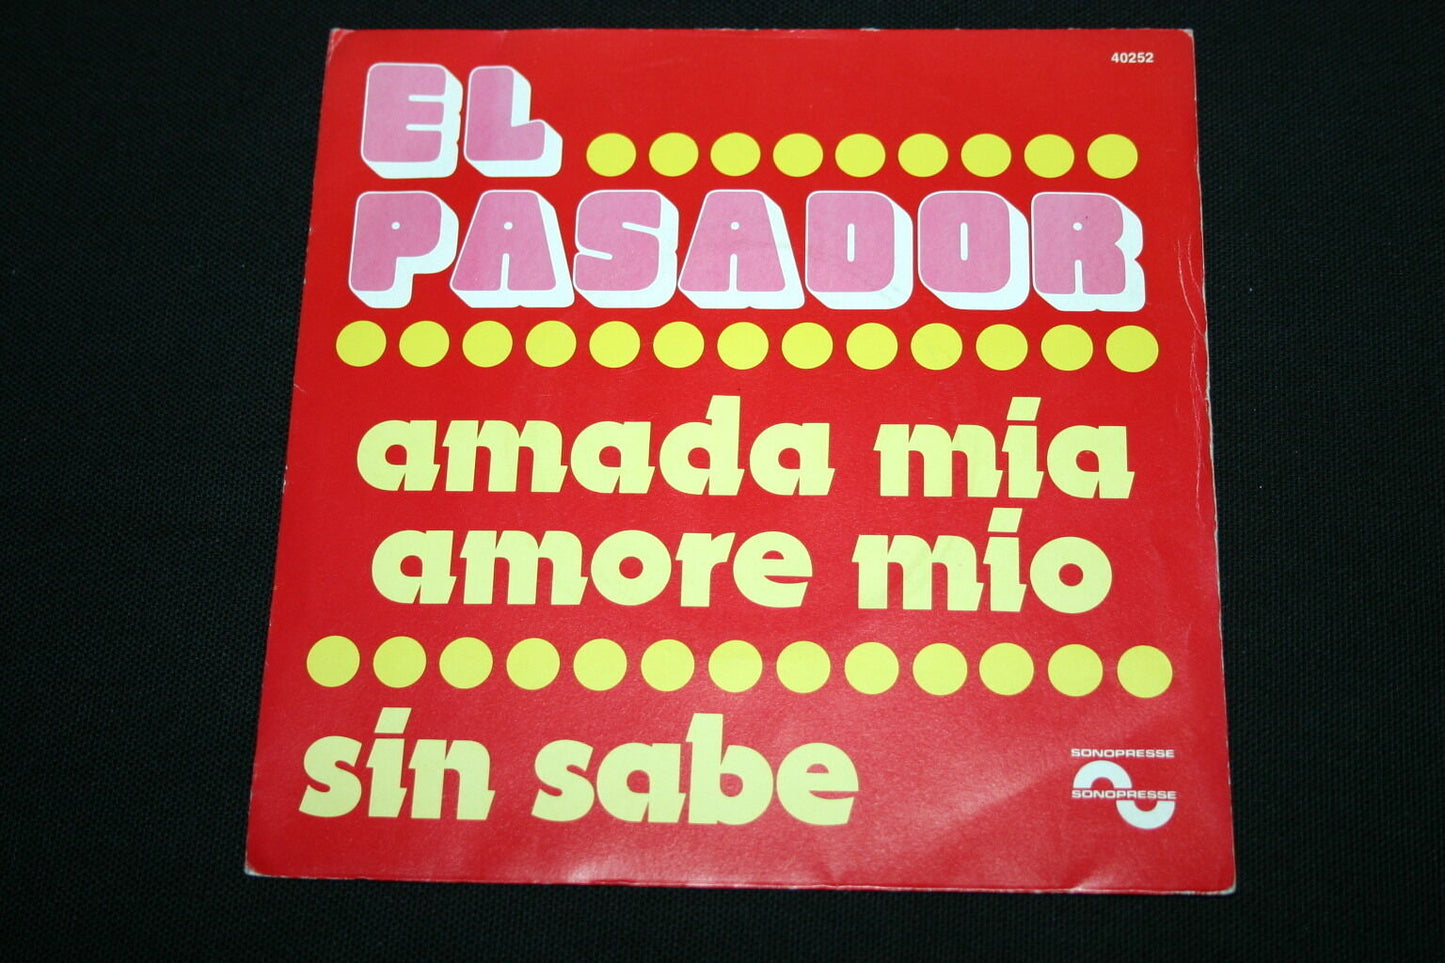 40252
EL
PASADOR
amada mia
amore mio
sin sabe
SONOPRESSE
SONOPRESSE